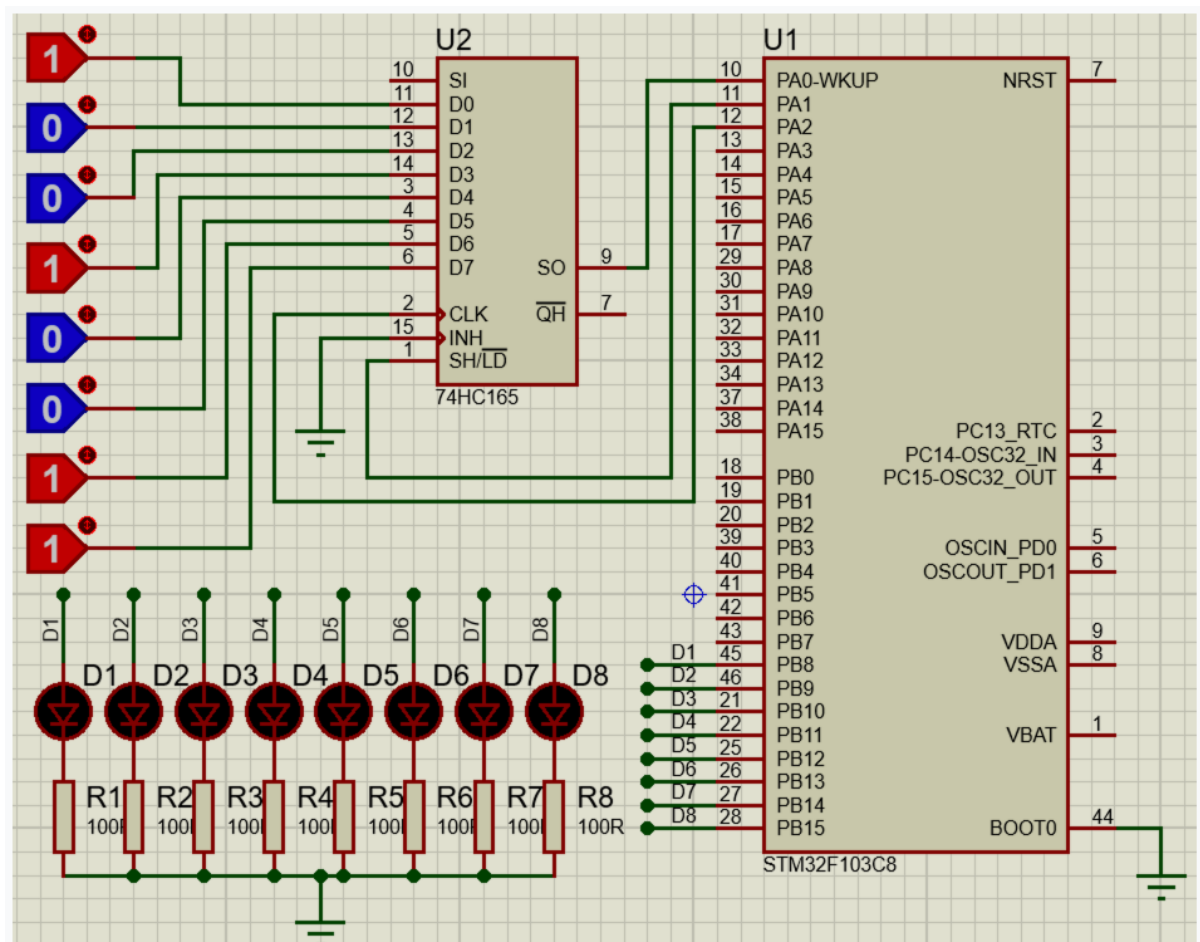 1
0
0
1
0
0
1
1
U2
10 SI
11 D0
12 D1
13 D2
14 D3
3 D4
4 D5
5 D6
6 D7
SO 9
2 CLK
QH 7
15 INH
1 SH/LD
74HC165
U1
10 PA0-WKUP
NRST 7
11 PA1
12 PA2
13 PA3
14 PA4
15 PA5
16 PA6
17 PA7
29 PA8
30 PA9
31 PA10
32 PA11
33 PA12
34 PA13
37 PA14
38 PA15
PC13_RTC 2
PC14-OSC32_IN 3
18 PB0
PC15-OSC32_OUT 4
19 PB1
20 PB2
39 PB3
OSCIN_PD0 5
40 PB4
OSCOUT_PD1 6
41 PB5
42 PB6
43 PB7
VDDA 9
D1 45 PB8
VSSA 8
D2 46 PB9
D3 21 PB10
D4 22 PB11
VBAT 1
D5 25 PB12
D6 26 PB13
D7 27 PB14
D8 28 PB15
BOOT0 44
STM32F103C8
D1 D2 D3 D4 D5 D6 D7 D8
D1 D2 D3 D4 D5 D6 D7 D8
R1 R2 R3 R4 R5 R6 R7 R8
100R